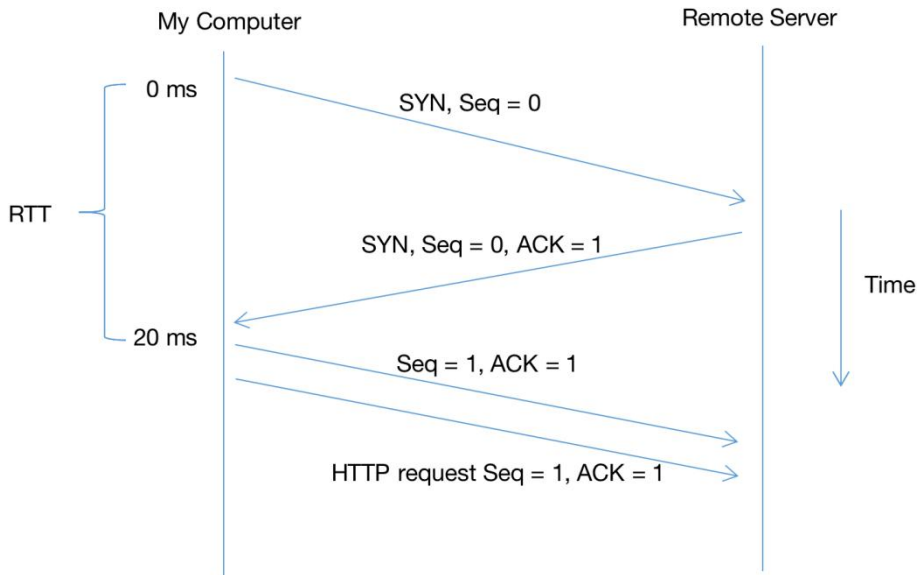 My Computer
Remote Server
0 ms
SYN, Seq = 0
RTT
SYN, Seq = 0, ACK = 1
Time
20 ms
Seq = 1, ACK = 1
HTTP request Seq = 1, ACK = 1